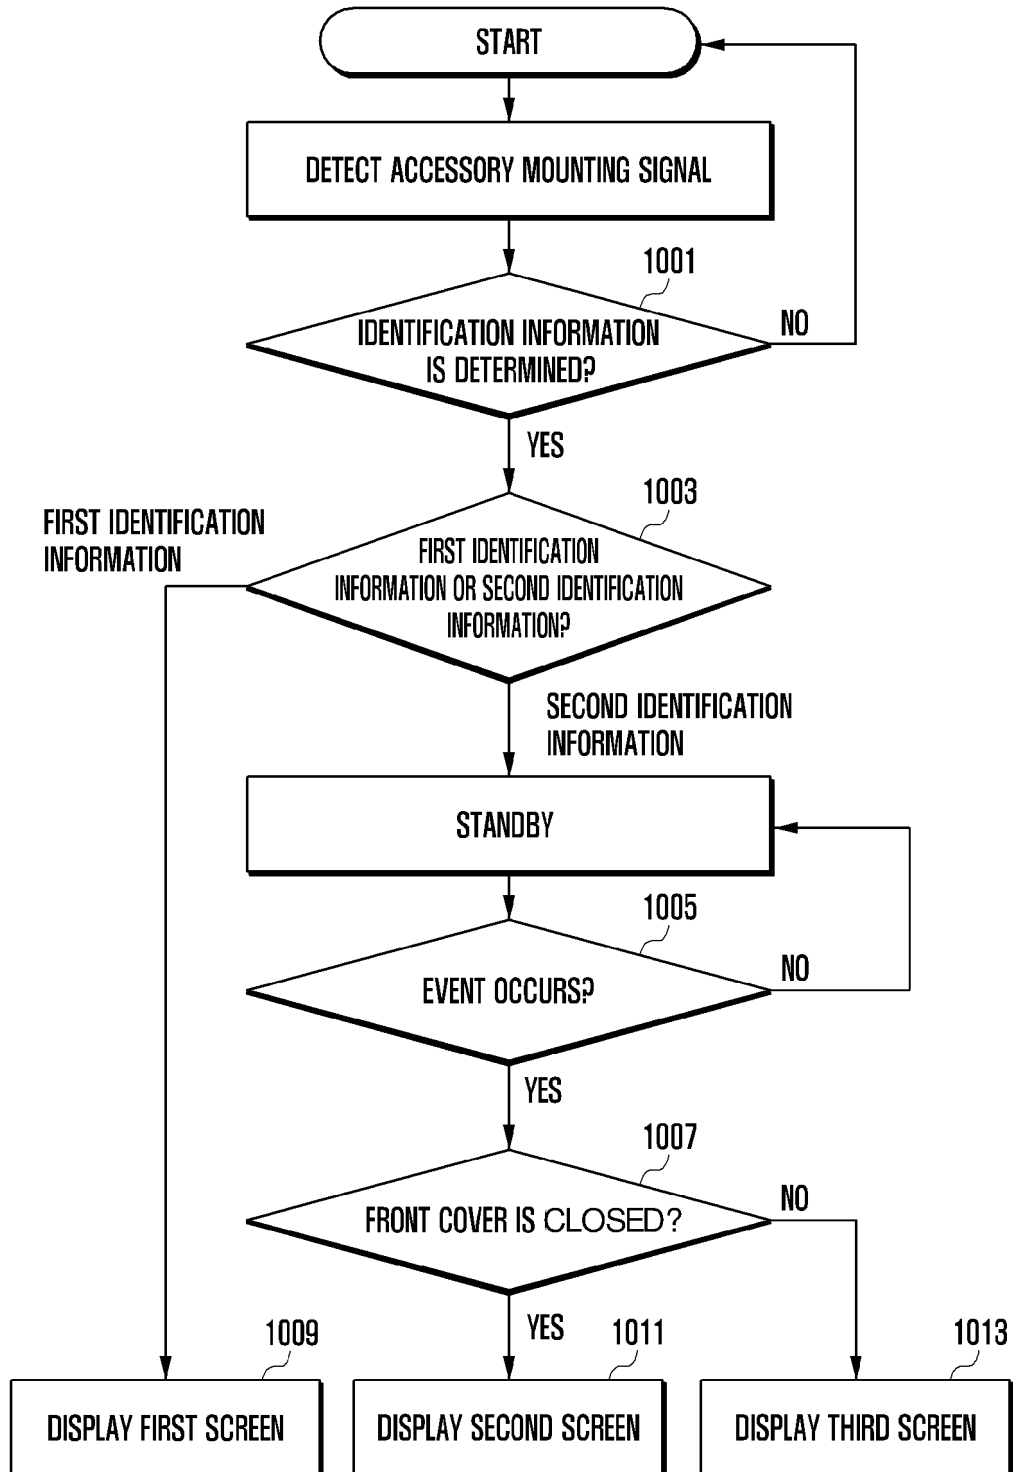 START
DETECT ACCESSORY MOUNTING SIGNAL
1001
IDENTIFICATION INFORMATION
IS DETERMINED?
NO
YES
1003
FIRST IDENTIFICATION
INFORMATION
FIRST IDENTIFICATION
INFORMATION OR SECOND IDENTIFICATION
INFORMATION?
SECOND IDENTIFICATION
INFORMATION
STANDBY
1005
EVENT OCCURS?
NO
YES
1007
FRONT COVER IS CLOSED?
NO
YES
1009
1011
1013
DISPLAY FIRST SCREEN
DISPLAY SECOND SCREEN
DISPLAY THIRD SCREEN